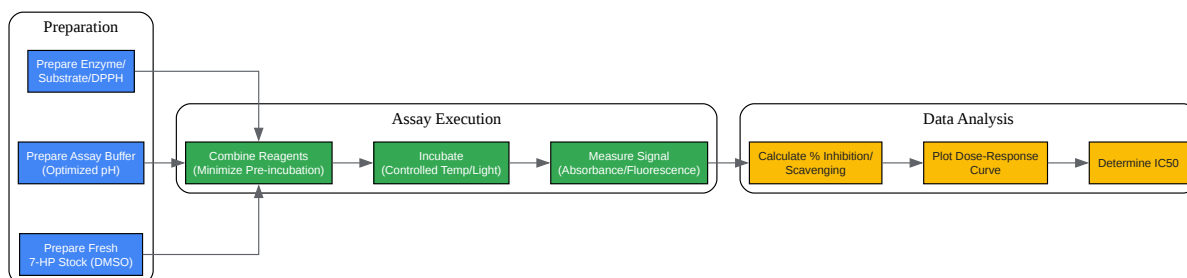 Preparation
Prepare Enzyme/
Substrate/DPPH
Prepare Assay Buffer
(Optimized pH)
Prepare Fresh
7-HP Stock (DMSO)
Assay Execution
Combine Reagents
(Minimize Pre-incubation)
Incubate
(Controlled Temp/Light)
Measure Signal
(Absorbance/Fluorescence)
Data Analysis
Calculate % Inhibition/
Scavenging
Plot Dose-Response
Curve
Determine IC50